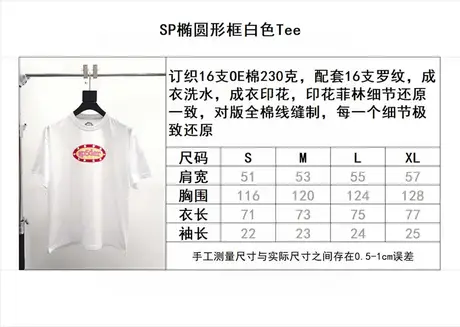 SP椭圆形框白色Tee
订织16支OE棉230克，配套16支罗纹，成
衣洗水，成衣印花，印花菲林细节还原
一致，对版全棉线缝制，每一个细节极
致还原
尺码 S M L XL
肩宽 51 53 55 57
胸围 116 120 124 128
衣长 71 73 75 77
袖长 22 23 24 25
手工测量尺寸与实际尺寸之间存在0.5-1cm误差